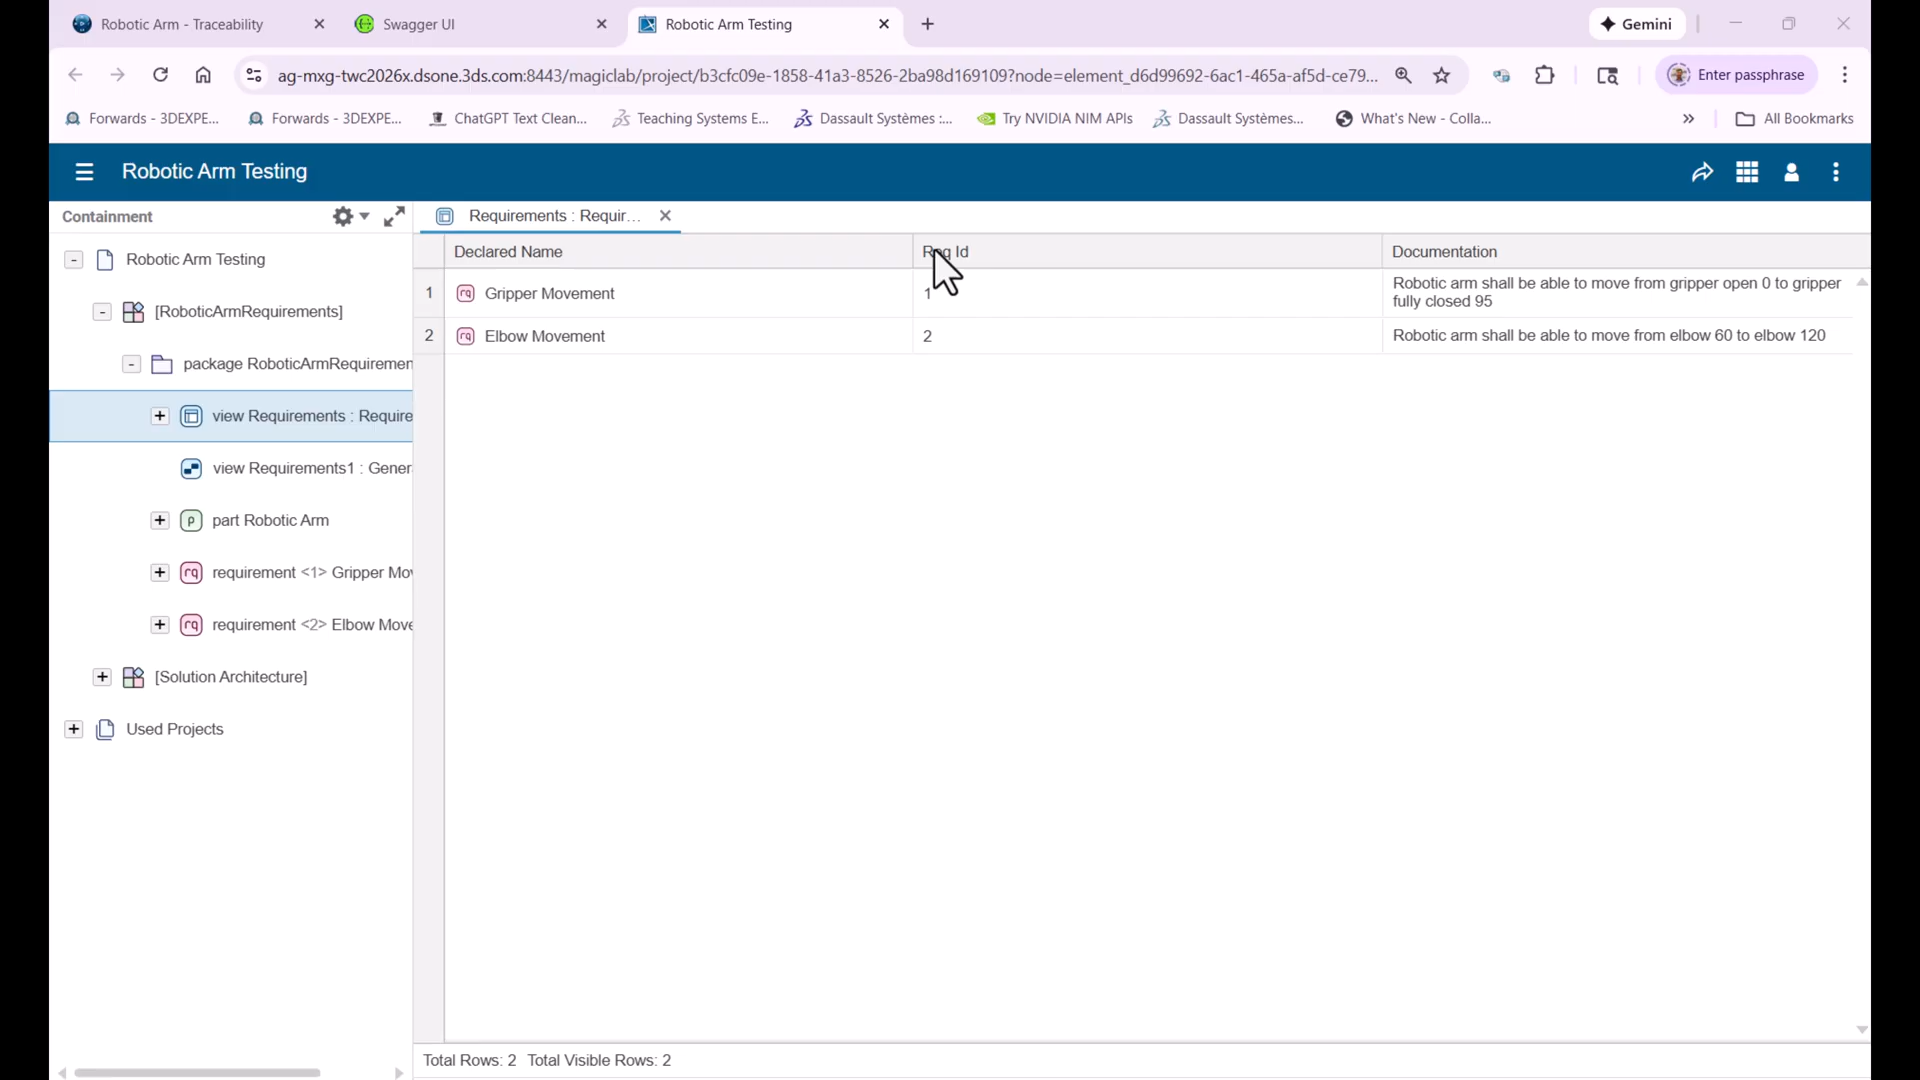 Robotic Arm - Traceability
Swagger UI
Robotic Arm Testing
Gemini
ag-mxg-twc2026x.dsone.3ds.com:8443/magiclab/project/b3cfc09e-1858-41a3-8526-2ba98d169109?node=element_d6d99692-6ac1-465a-af5d-ce79...
Enter passphrase
Forwards - 3DEXPE...
Forwards - 3DEXPE...
ChatGPT Text Clean...
Teaching Systems E...
Dassault Systèmes :...
Try NVIDIA NIM APIs
Dassault Systèmes...
What's New - Colla...
All Bookmarks
Robotic Arm Testing
Containment
Requirements : Requir...
Declared Name
Req Id
Documentation
1
Gripper Movement
1
Robotic arm shall be able to move from gripper open 0 to gripper
fully closed 95
2
Elbow Movement
2
Robotic arm shall be able to move from elbow 60 to elbow 120
Robotic Arm Testing
[RoboticArmRequirements]
package RoboticArmRequiremen
view Requirements : Require
view Requirements1 : Gener
part Robotic Arm
requirement <1> Gripper Mov
requirement <2> Elbow Move
[Solution Architecture]
Used Projects
Total Rows: 2 Total Visible Rows: 2